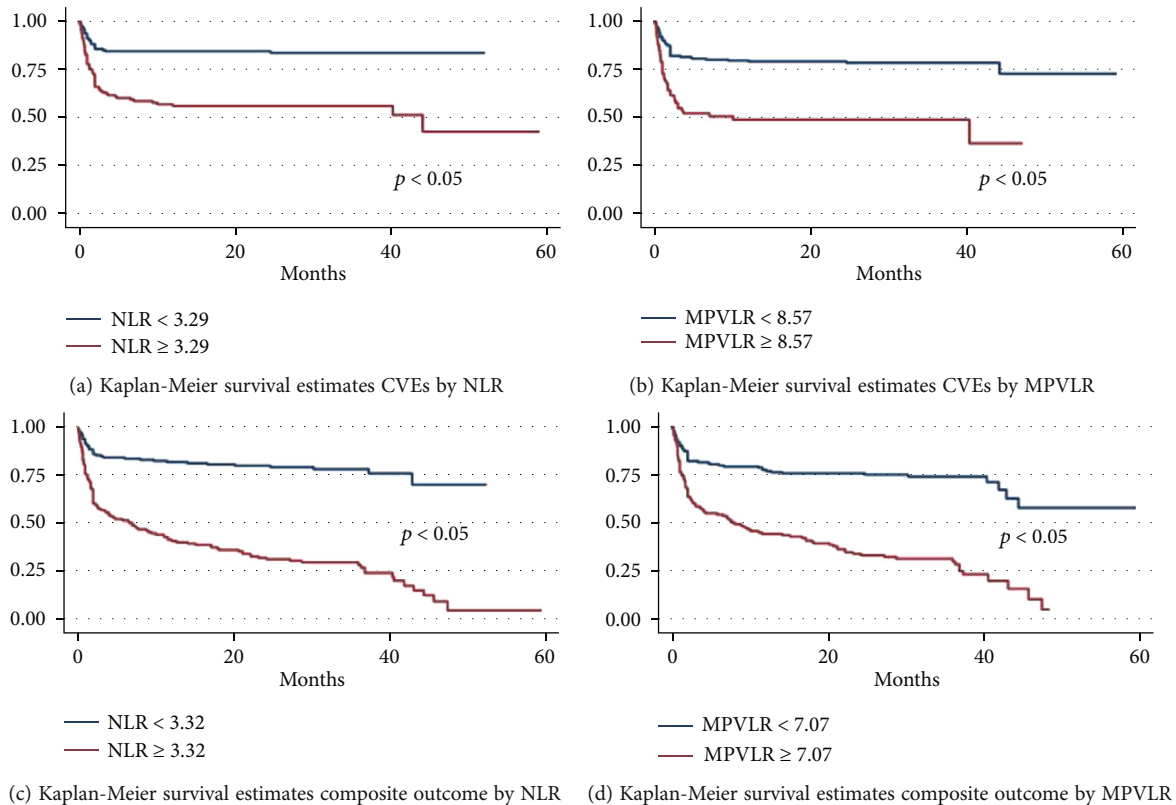 1.00
0.75
0.50
0.25
0.00
0
20
40
60
Months
p < 0.05
NLR < 3.29
NLR ≥ 3.29
(a) Kaplan-Meier survival estimates CVEs by NLR
1.00
0.75
0.50
0.25
0.00
0
20
40
60
Months
p < 0.05
MPVLR < 8.57
MPVLR ≥ 8.57
(b) Kaplan-Meier survival estimates CVEs by MPVLR
1.00
0.75
0.50
0.25
0.00
0
20
40
60
Months
p < 0.05
NLR < 3.32
NLR ≥ 3.32
(c) Kaplan-Meier survival estimates composite outcome by NLR
1.00
0.75
0.50
0.25
0.00
0
20
40
60
Months
p < 0.05
MPVLR < 7.07
MPVLR ≥ 7.07
(d) Kaplan-Meier survival estimates composite outcome by MPVLR